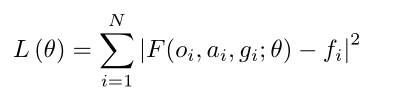 L (θ) = ∑_{i=1}^{N} |F(o_i, a_i, g_i; θ) − f_i|^2